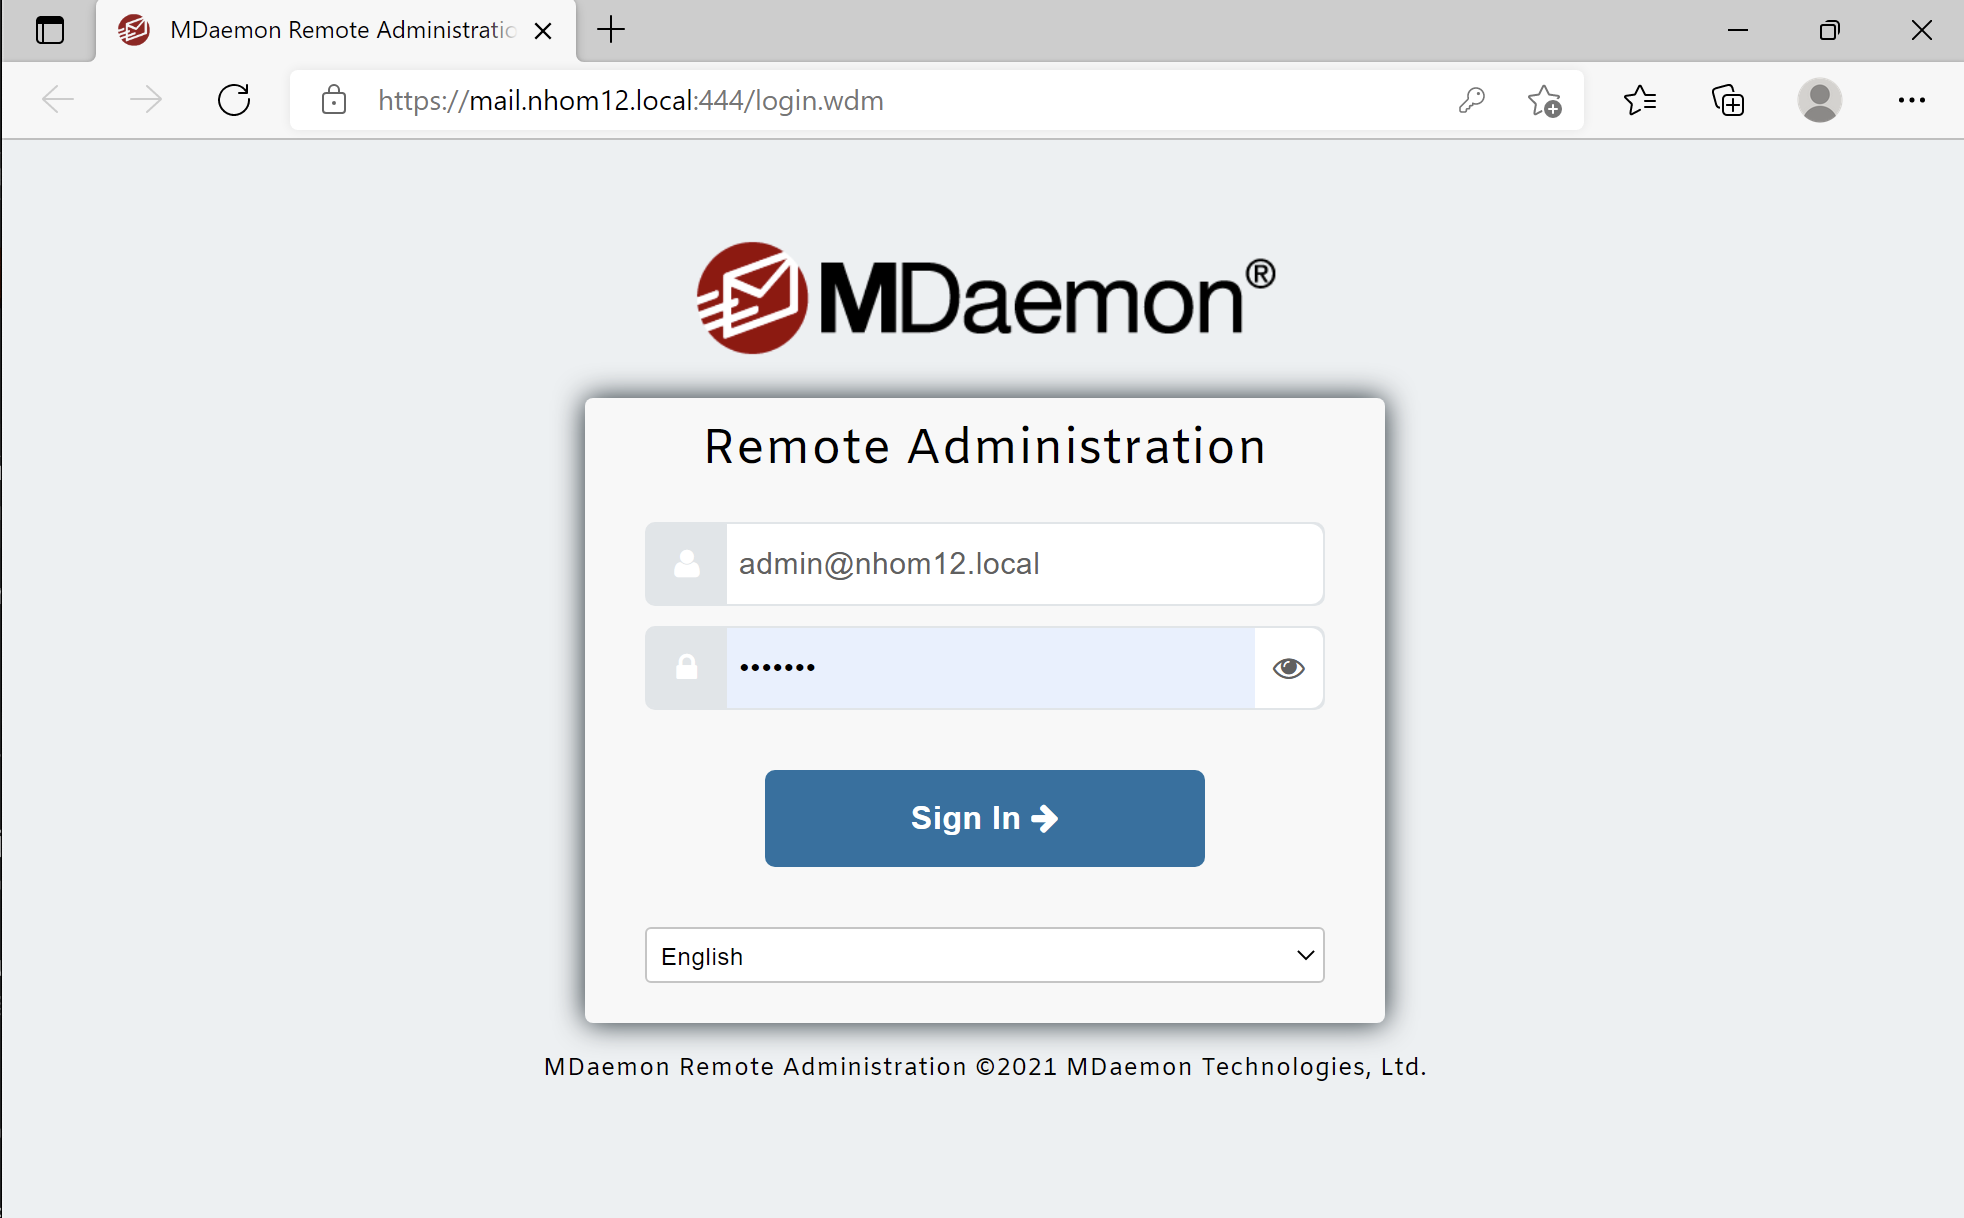 MDaemon Remote Administratio
https://mail.nhom12.local:444/login.wdm
MDaemon®
Remote Administration
admin@nhom12.local
•••••••
Sign In
English
MDaemon Remote Administration ©2021 MDaemon Technologies, Ltd.